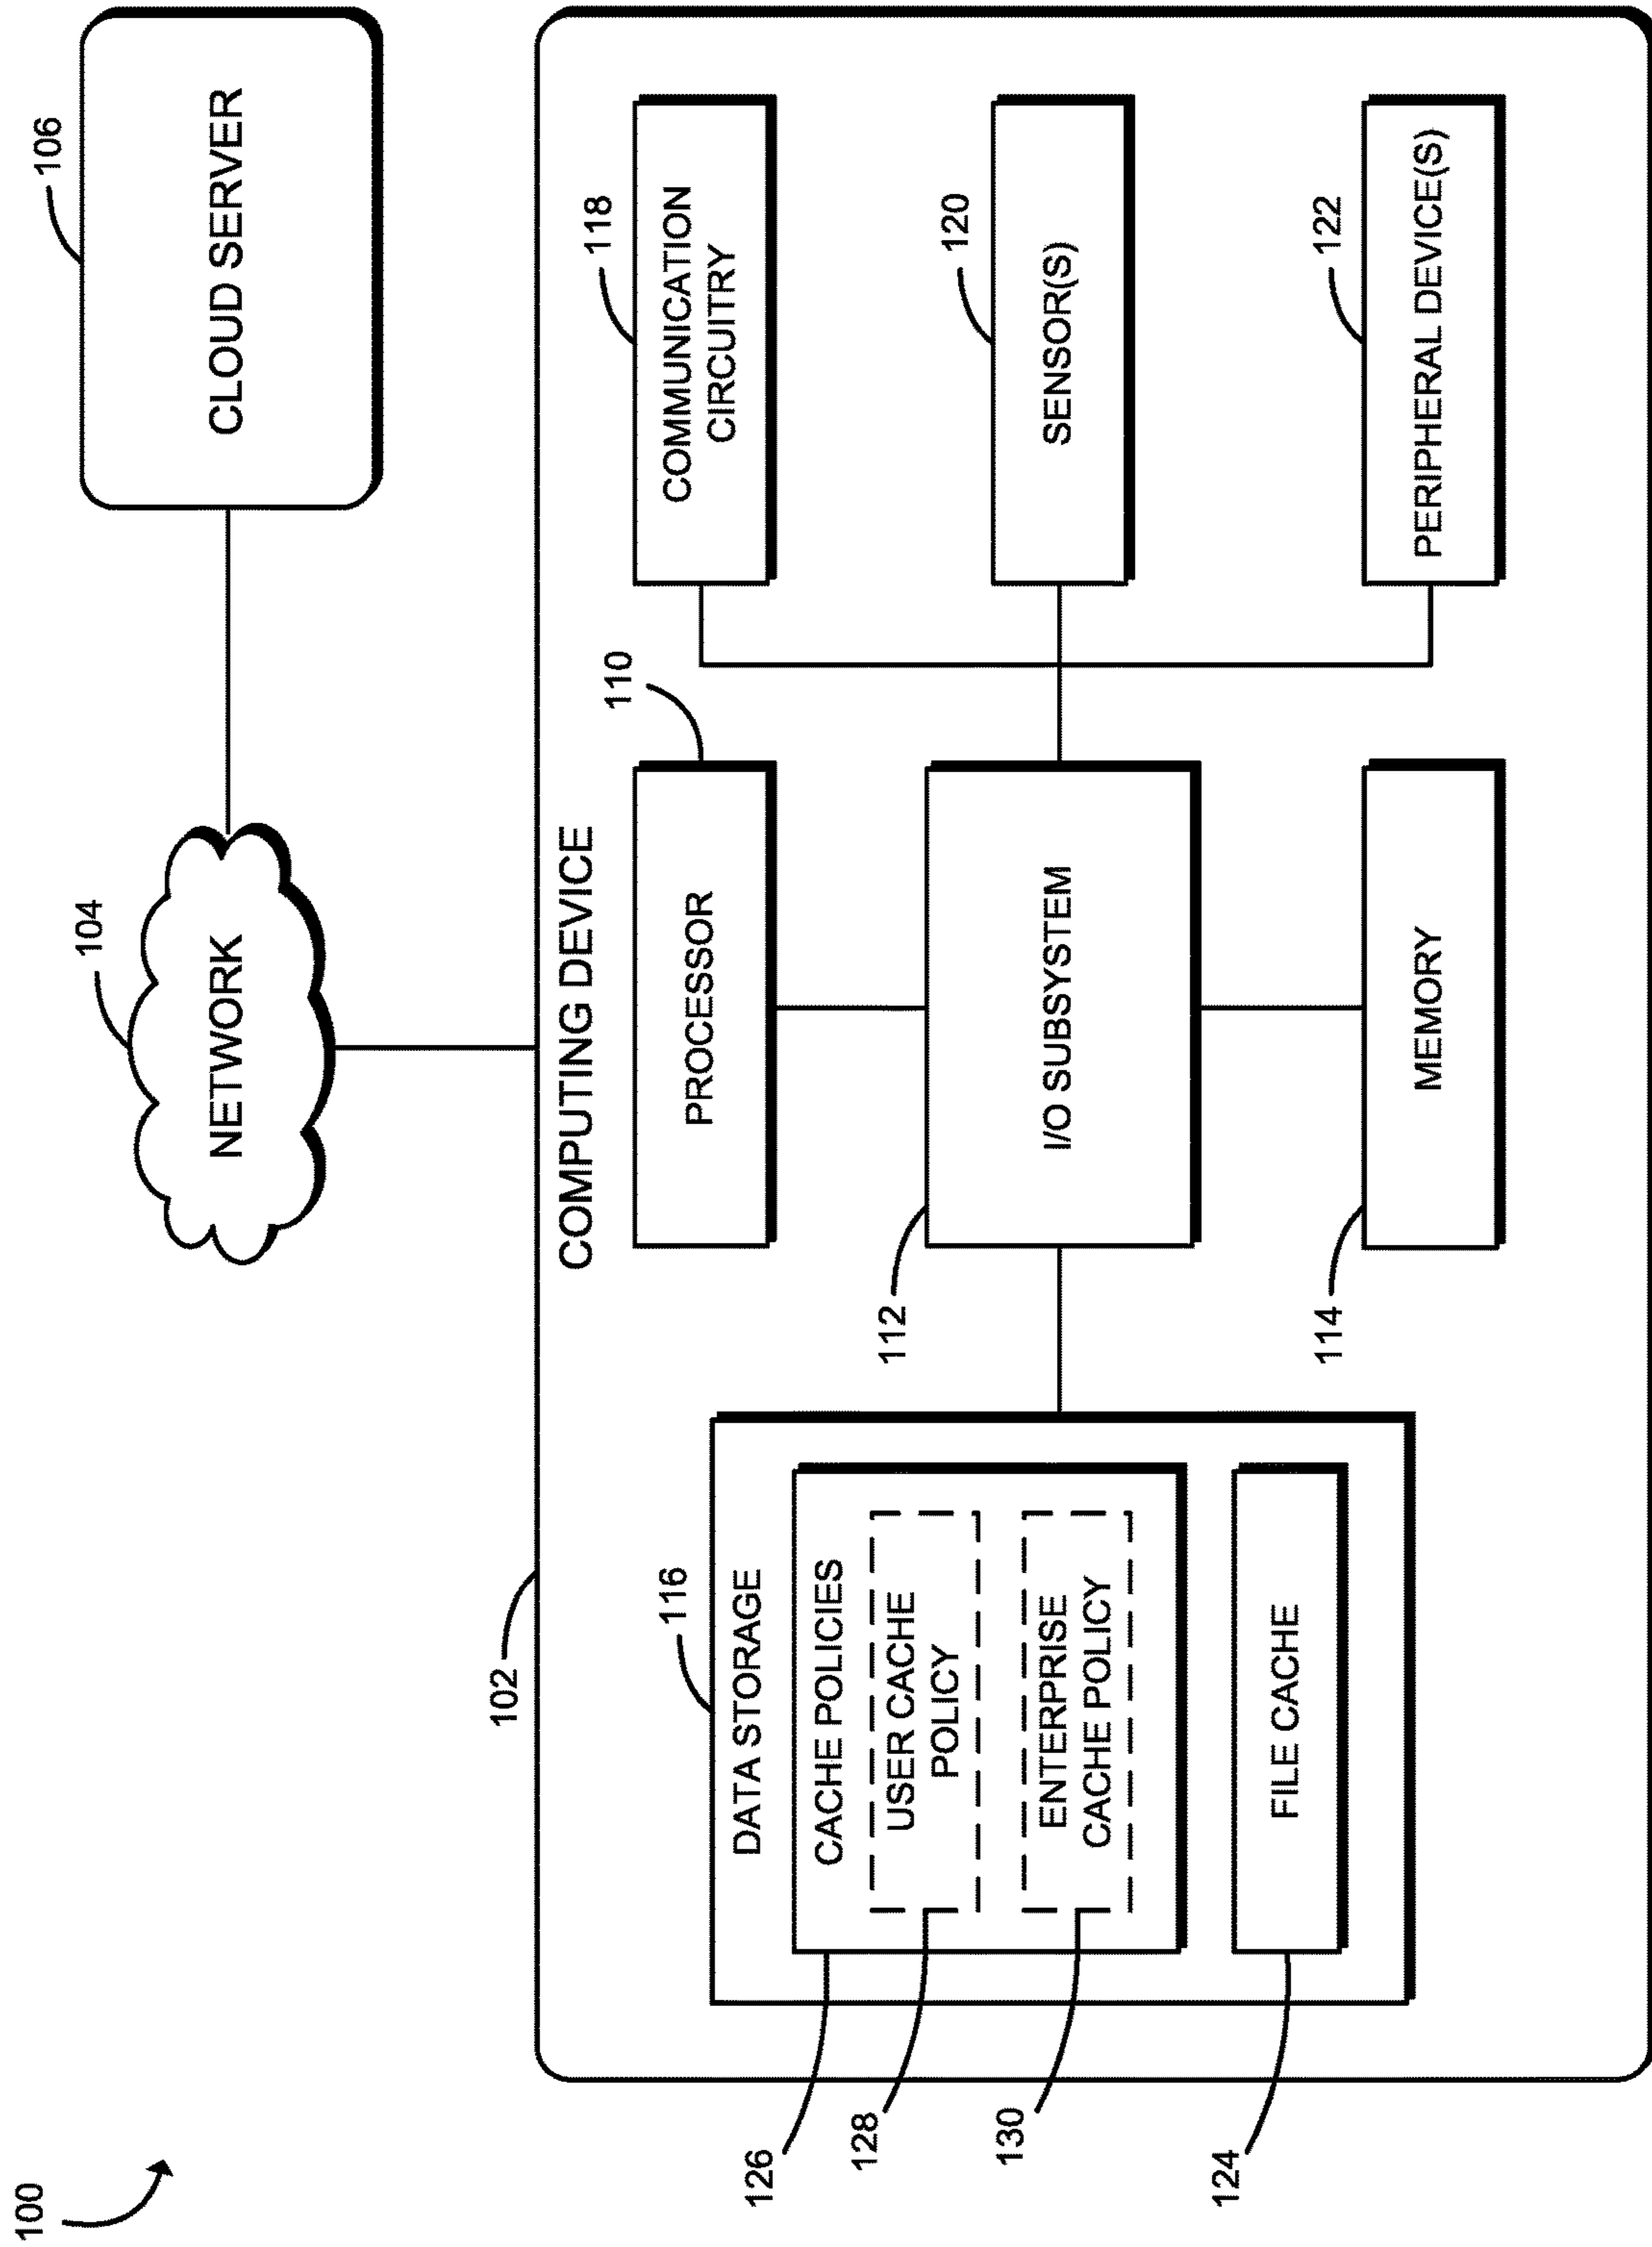 100
104
NETWORK
106
CLOUD SERVER
102
COMPUTING DEVICE
116
DATA STORAGE
126
CACHE POLICIES
128
USER CACHE
POLICY
130
ENTERPRISE
CACHE POLICY
124
FILE CACHE
110
PROCESSOR
112
I/O SUBSYSTEM
114
MEMORY
118
COMMUNICATION
CIRCUITRY
120
SENSOR(S)
122
PERIPHERAL DEVICE(S)